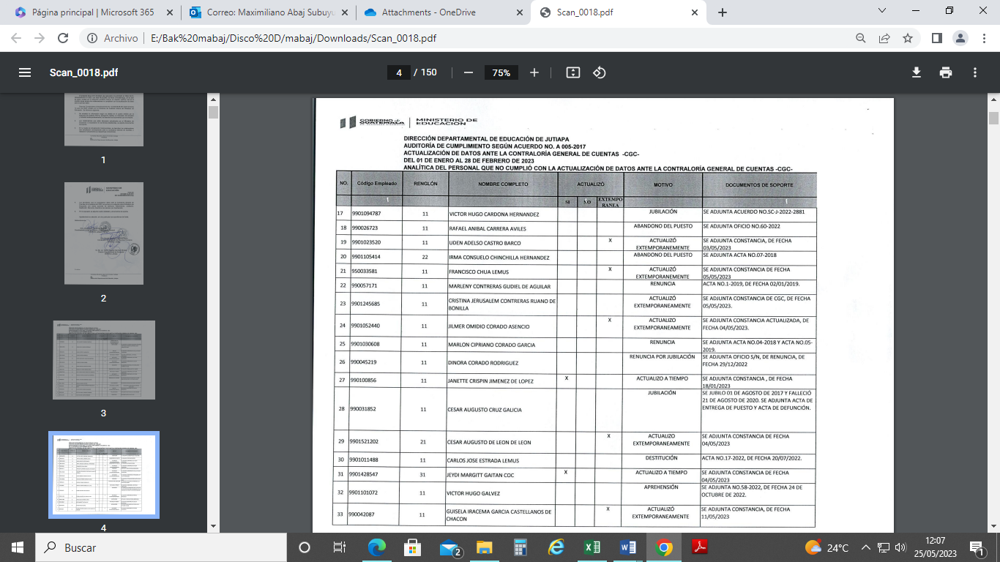 Página principal | Microsoft 365
Correo: Maximiliano Abaj Subuyu
Attachments - OneDrive
Scan_0018.pdf
Archivo | E:/Bak%20mabaj/Disco%20D/mabaj/Downloads/Scan_0018.pdf
Scan_0018.pdf
4 / 150
75%
1
2
3
4
GOBIERNO de GUATEMALA
MINISTERIO DE EDUCACIÓN
DIRECCIÓN DEPARTAMENTAL DE EDUCACIÓN DE JUTIAPA
AUDITORÍA DE CUMPLIMIENTO SEGÚN ACUERDO NO. A 005-2017
ACTUALIZACIÓN DE DATOS ANTE LA CONTRALORÍA GENERAL DE CUENTAS -CGC-
DEL 01 DE ENERO AL 28 DE FEBRERO DE 2023
ANALÍTICA DEL PERSONAL QUE NO CUMPLIÓ CON LA ACTUALIZACIÓN DE DATOS ANTE LA CONTRALORÍA GENERAL DE CUENTAS -CGC-
NO. Código Empleado RENGLÓN NOMBRE COMPLETO ACTUALIZÓ MOTIVO DOCUMENTOS DE SOPORTE
SI NO EXTEMPO RANEA
17 9901094787 11 VICTOR HUGO CARDONA HERNANDEZ JUBILACIÓN SE ADJUNTA ACUERDO NO.SC-J-2022-2881
18 990026723 11 RAFAEL ANIBAL CARRERA AVILES ABANDONO DEL PUESTO SE ADJUNTA OFICIO NO.60-2022
19 9901023520 11 UDEN ADELSO CASTRO BARCO X ACTUALIZÓ EXTEMPORANEMENTE SE ADJUNTA CONSTANCIA, DE FECHA 03/05/2023
20 9901105414 22 IRMA CONSUELO CHINCHILLA HERNANDEZ ABANDONO DEL PUESTO SE ADJUNTA ACTA NO.07-2018
21 950033581 11 FRANCISCO CHUA LEMUS X ACTUALIZÓ EXTEMPORANEMENTE SE ADJUNTA CONSTANCIA DE FECHA 05/05/2023
22 990057171 11 MARLENY CONTRERAS GUDIEL DE AGUILAR RENUNCIA ACTA NO.1-2019, DE FECHA 02/01/2019.
23 9901245685 11 CRISTINA JERUSALEM CONTRERAS RUANO DE BONILLA ACTUALIZÓ EXTEMPORANEAMENTE SE ADJUNTA CONSTANCIA DE CGC, DE FECHA 05/05/2023.
24 9901052440 11 JILMER OMIDIO CORADO ASENCIO X ACTUALIZO EXTEMPORANEAMENTE SE ADJUNTA CONSTANCIA ACTUALIZADA, DE FECHA 04/05/2023.
25 9901030608 11 MARLON CIPRIANO CORADO GARCIA RENUNCIA SE ADJUNTA ACTA NO.04-2018 Y ACTA NO.05-2019.
26 990045219 11 DINORA CORADO RODRIGUEZ RENUNCIA POR JUBILACIÓN SE ADJUNTA OFICIO S/N, DE RENUNCIA, DE FECHA 29/12/2022
27 990100856 11 JANETTE CRISPIN JIMENEZ DE LOPEZ X ACTUALIZO A TIEMPO SE ADJUNTA CONSTANCIA , DE FECHA 18/01/2023
28 990031852 11 CESAR AUGUSTO CRUZ GALICIA JUBILACIÓN SE JUBILO 01 DE AGOSTO DE 2017 Y FALLECIÓ 21 DE AGOSTO DE 2020. SE ADJUNTA ACTA DE ENTREGA DE PUESTO Y ACTA DE DEFUNCIÓN.
29 9901521202 21 CESAR AUGUSTO DE LEON DE LEON X ACTUALIZO EXTEMPORANEAMENTE SE ADJUNTA CONSTANCIA DE FECHA 04/05/2023
30 9901011488 11 CARLOS JOSE ESTRADA LEMUS DESTITUCIÓN ACTA NO.17-2022, DE FECHA 20/07/2022.
31 9901428547 31 JEYDI MARGITT GAITAN COC X ACTUALIZO A TIEMPO SE ADJUNTA CONSTANCIA DE FECHA 04/05/2023
32 9901101072 11 VICTOR HUGO GALVEZ APREHENSIÓN SE ADJUNTA NO.58-2022, DE FECHA 24 DE OCTUBRE DE 2022.
33 990042087 11 GUISELA IRACEMA GARCIA CASTELLANOS DE CHACON X ACTUALIZÓ EXTEMPORANEAMENTE SE ADJUNTA CONSTANCIA, DE FECHA 11/05/2023
Buscar
2
24°C
12:07
25/05/2023
1